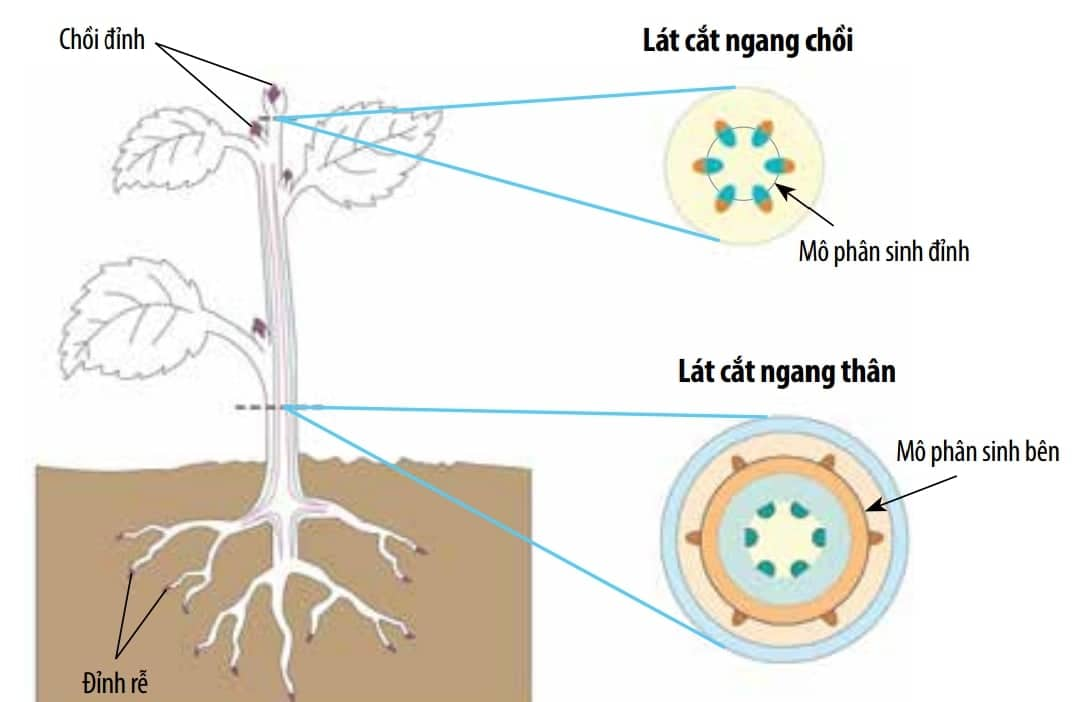 Chồi đỉnh
Lát cắt ngang chồi
Mô phân sinh đỉnh
Lát cắt ngang thân
Mô phân sinh bên
Đỉnh rễ